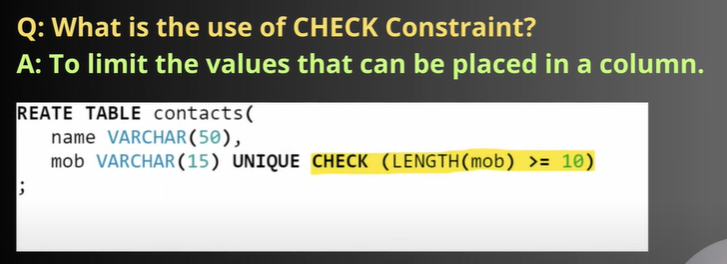 Q: What is the use of CHECK Constraint?
A: To limit the values that can be placed in a column.
REATE TABLE contacts(
name VARCHAR(50),
mob VARCHAR(15) UNIQUE CHECK (LENGTH(mob) >= 10)
;